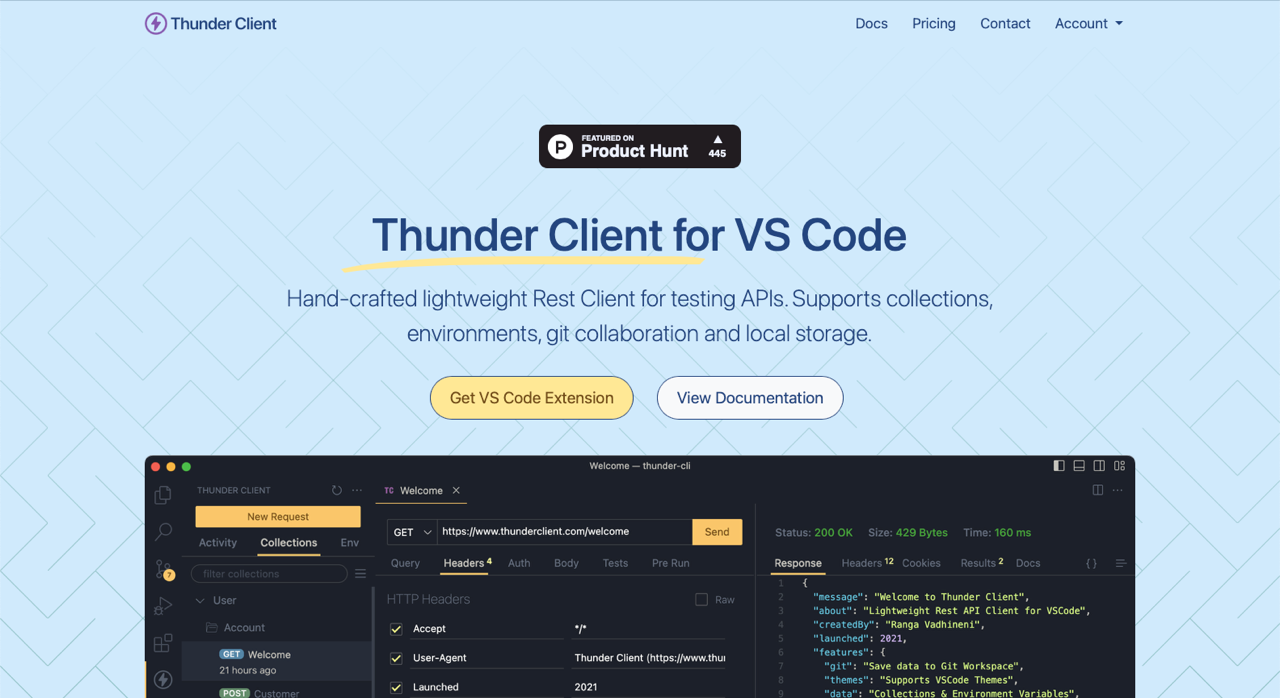 Thunder Client
Docs Pricing Contact Account
FEATURED ON
Product Hunt
445
Thunder Client for VS Code
Hand-crafted lightweight Rest Client for testing APIs. Supports collections,
environments, git collaboration and local storage.
Get VS Code Extension View Documentation
Welcome — thunder-cli
THUNDER CLIENT
TC Welcome
New Request
Activity Collections Env
filter collections
User
Account
GET Welcome
21 hours ago
POST Customer
7
GET https://www.thunderclient.com/welcome Send
Query Headers 4 Auth Body Tests Pre Run
HTTP Headers Raw
Accept */*
User-Agent Thunder Client (https://www.thu
Launched 2021
Status: 200 OK Size: 429 Bytes Time: 160 ms
Response Headers 12 Cookies Results 2 Docs { }
1 {
2 "message": "Welcome to Thunder Client",
3 "about": "Lightweight Rest API Client for VSCode",
4 "createdBy": "Ranga Vadhineni",
5 "launched": 2021,
6 "features": {
7 "git": "Save data to Git Workspace",
8 "themes": "Supports VSCode Themes",
9 "data": "Collections & Environment Variables",